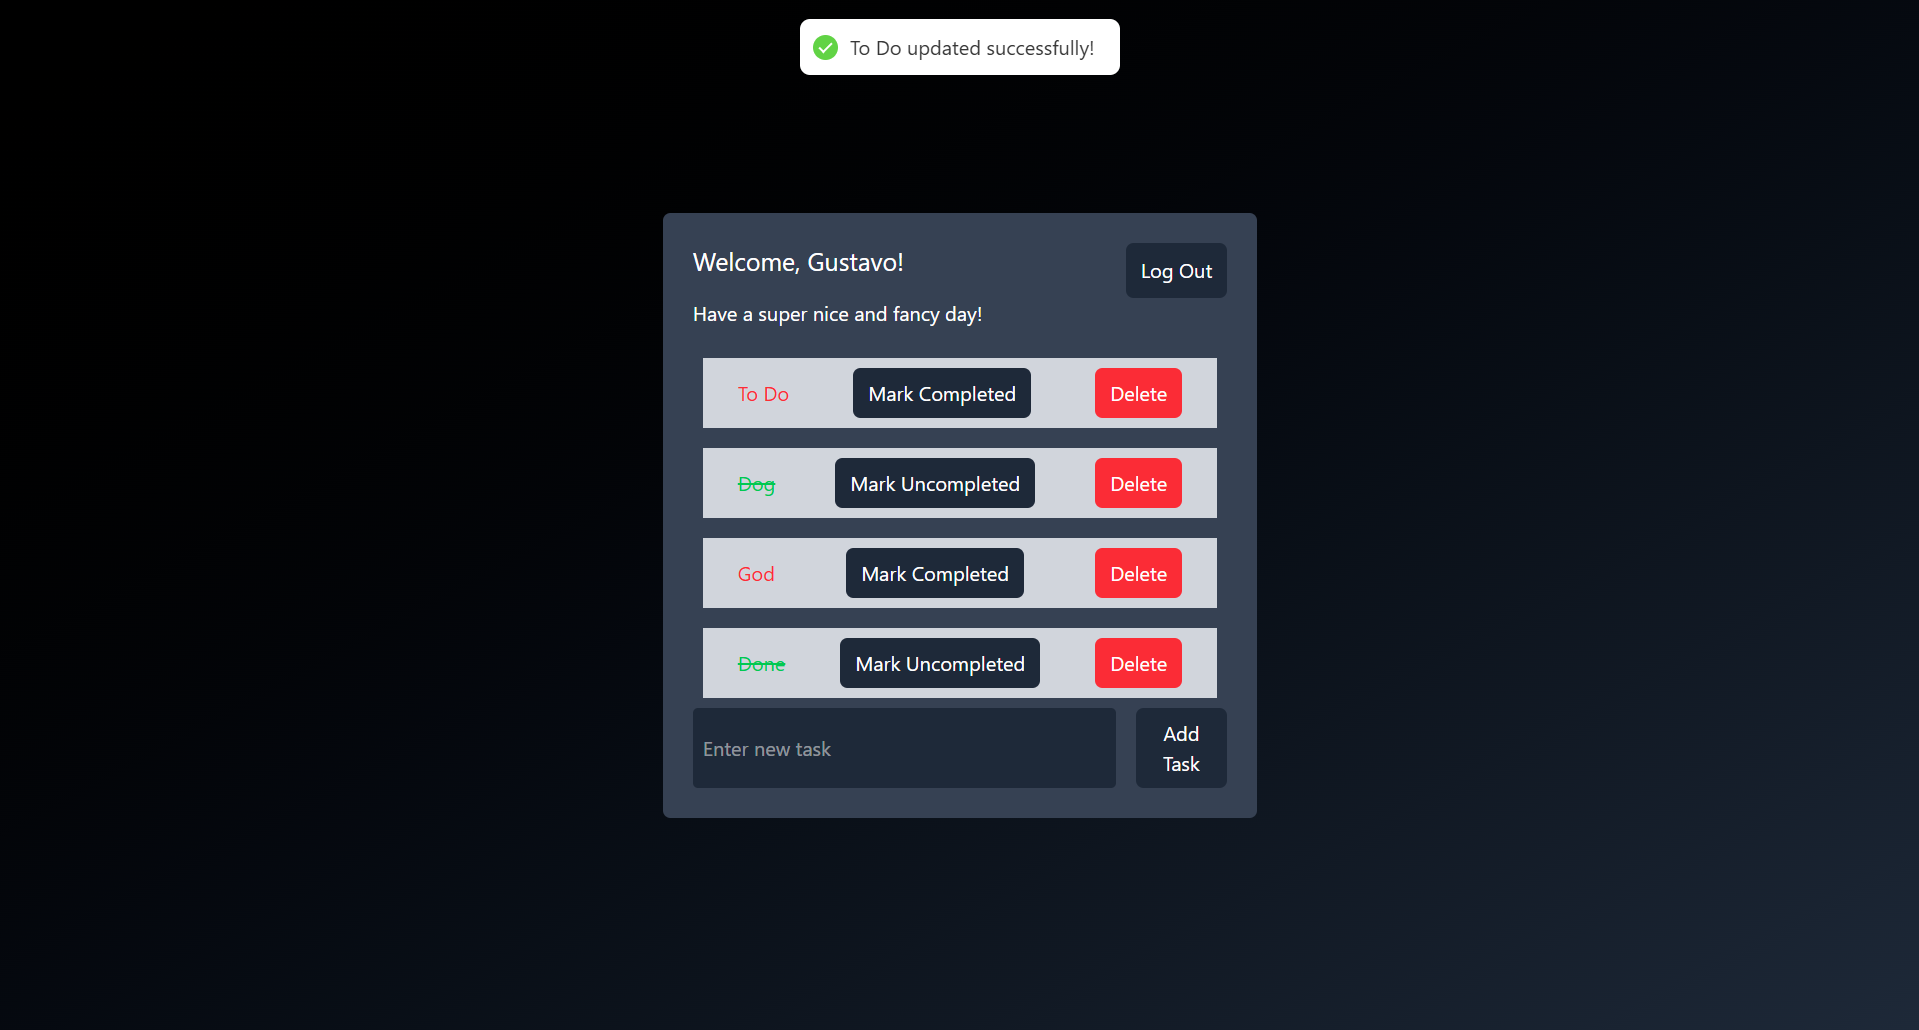 To Do updated successfully!
Welcome, Gustavo!
Log Out
Have a super nice and fancy day!
To Do Mark Completed Delete
Dog Mark Uncompleted Delete
God Mark Completed Delete
Done Mark Uncompleted Delete
Enter new task
Add
Task